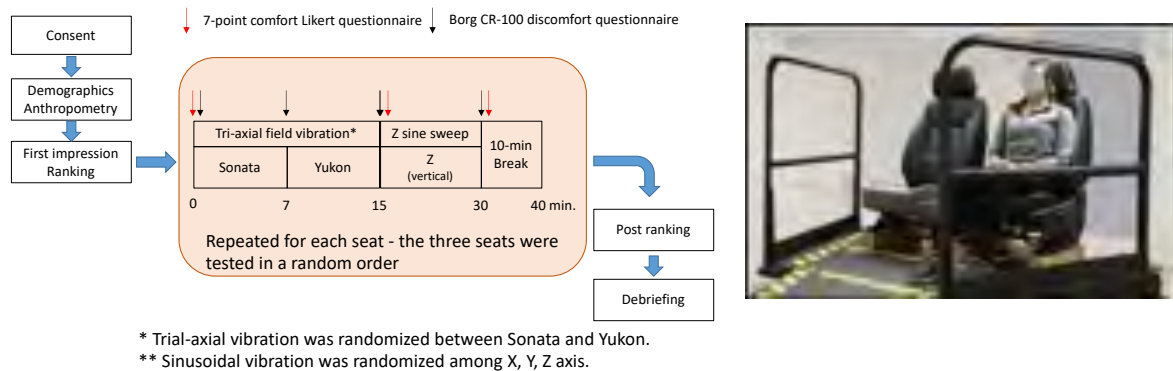 7-point comfort Likert questionnaire
Borg CR-100 discomfort questionnaire
Consent
Demographics
Anthropometry
First impression
Ranking
Tri-axial field vibration*
Z sine sweep
10-min
Break
Sonata
Yukon
Z
(vertical)
0
7
15
30
40 min.
Repeated for each seat - the three seats were
tested in a random order
Post ranking
Debriefing
* Trial-axial vibration was randomized between Sonata and Yukon.
** Sinusoidal vibration was randomized among X, Y, Z axis.